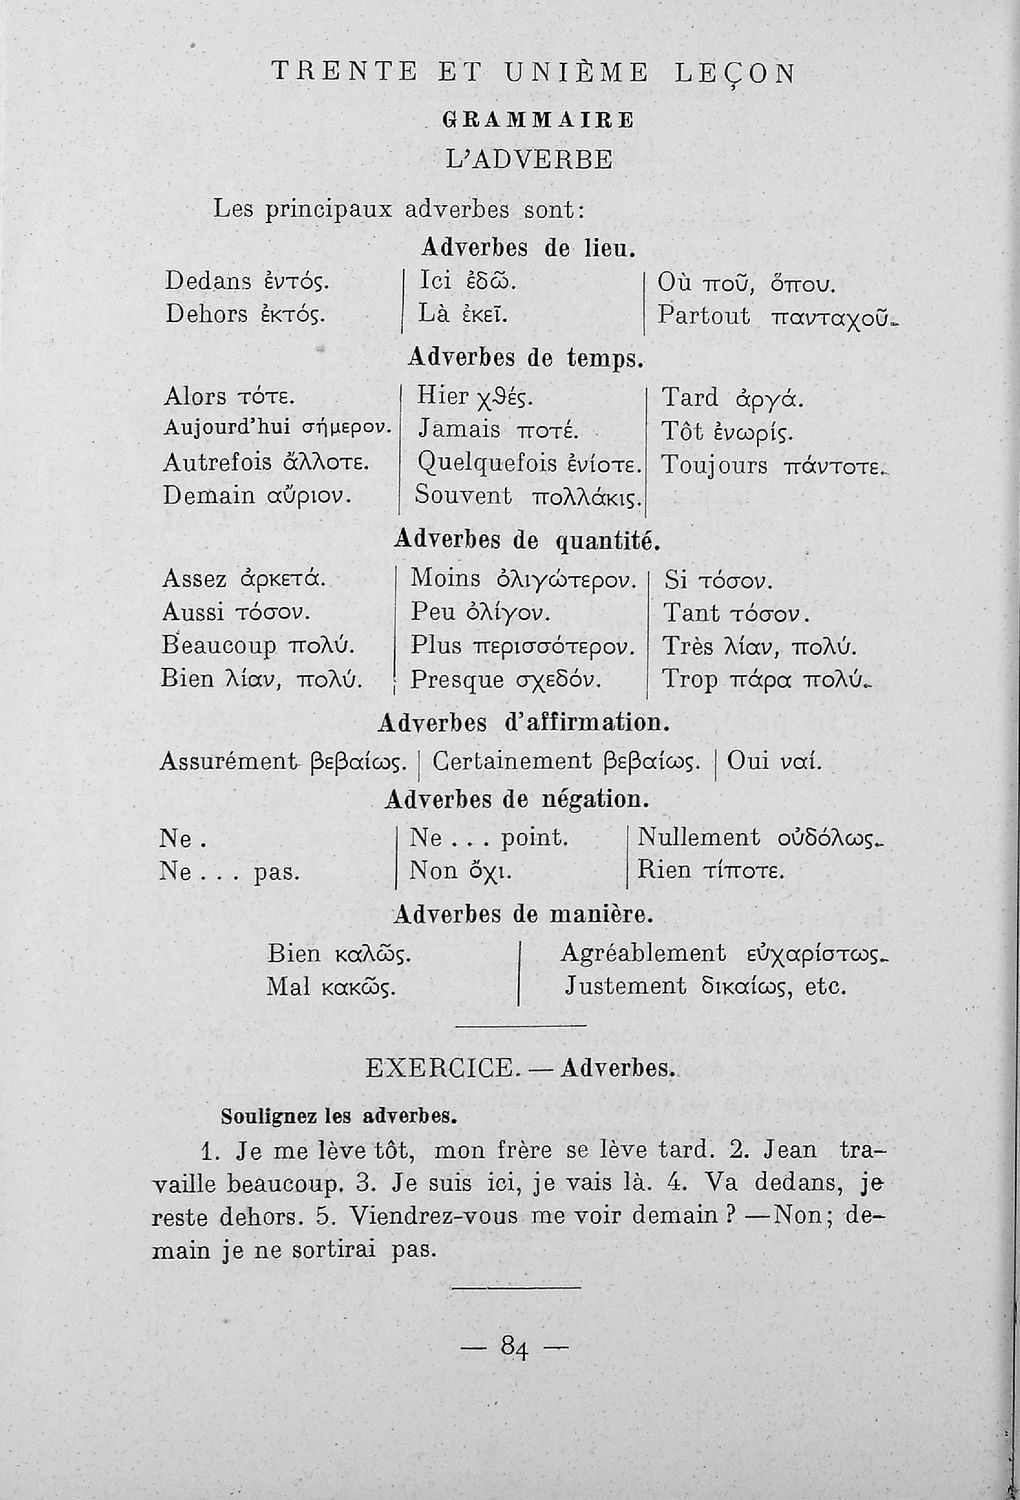 TRENTE ET UNIÈME LEÇON
GRAMMAIRE
L'ADVERBE
Les principaux adverbes sont:
Adverbes de lieu.
Dedans ἐντός. | Ici ἐδῶ. | Où ποῦ, ὅπου.
Dehors ἐκτός. | Là ἐκεῖ. | Partout πανταχοῦ.
Adverbes de temps.
Alors τότε. | Hier χθές. | Tard ἀργά.
Aujourd'hui σήμερον. | Jamais ποτέ. | Tôt ἐνωρίς.
Autrefois ἄλλοτε. | Quelquefois ἐνίοτε. | Toujours πάντοτε.
Demain αὔριον. | Souvent πολλάκις.
Adverbes de quantité.
Assez ἀρκετά. | Moins ὀλιγώτερον. | Si τόσον.
Aussi τόσον. | Peu ὀλίγον. | Tant τόσον.
Beaucoup πολύ. | Plus περισσότερον. | Très λίαν, πολύ.
Bien λίαν, πολύ. | Presque σχεδόν. | Trop πάρα πολύ.
Adverbes d'affirmation.
Assurément βεβαίως. | Certainement βεβαίως. | Oui ναί.
Adverbes de négation.
Ne . | Ne . . . point. | Nullement οὐδόλως.
Ne . . . pas. | Non ὄχι. | Rien τίποτε.
Adverbes de manière.
Bien καλῶς. | Agréablement εὐχαρίστως.
Mal κακῶς. | Justement δικαίως, etc.
EXERCICE. — Adverbes.
Soulignez les adverbes.
1. Je me lève tôt, mon frère se lève tard. 2. Jean tra-
vaille beaucoup. 3. Je suis ici, je vais là. 4. Va dedans, je
reste dehors. 5. Viendrez-vous me voir demain ? — Non; de-
main je ne sortirai pas.
— 84 —